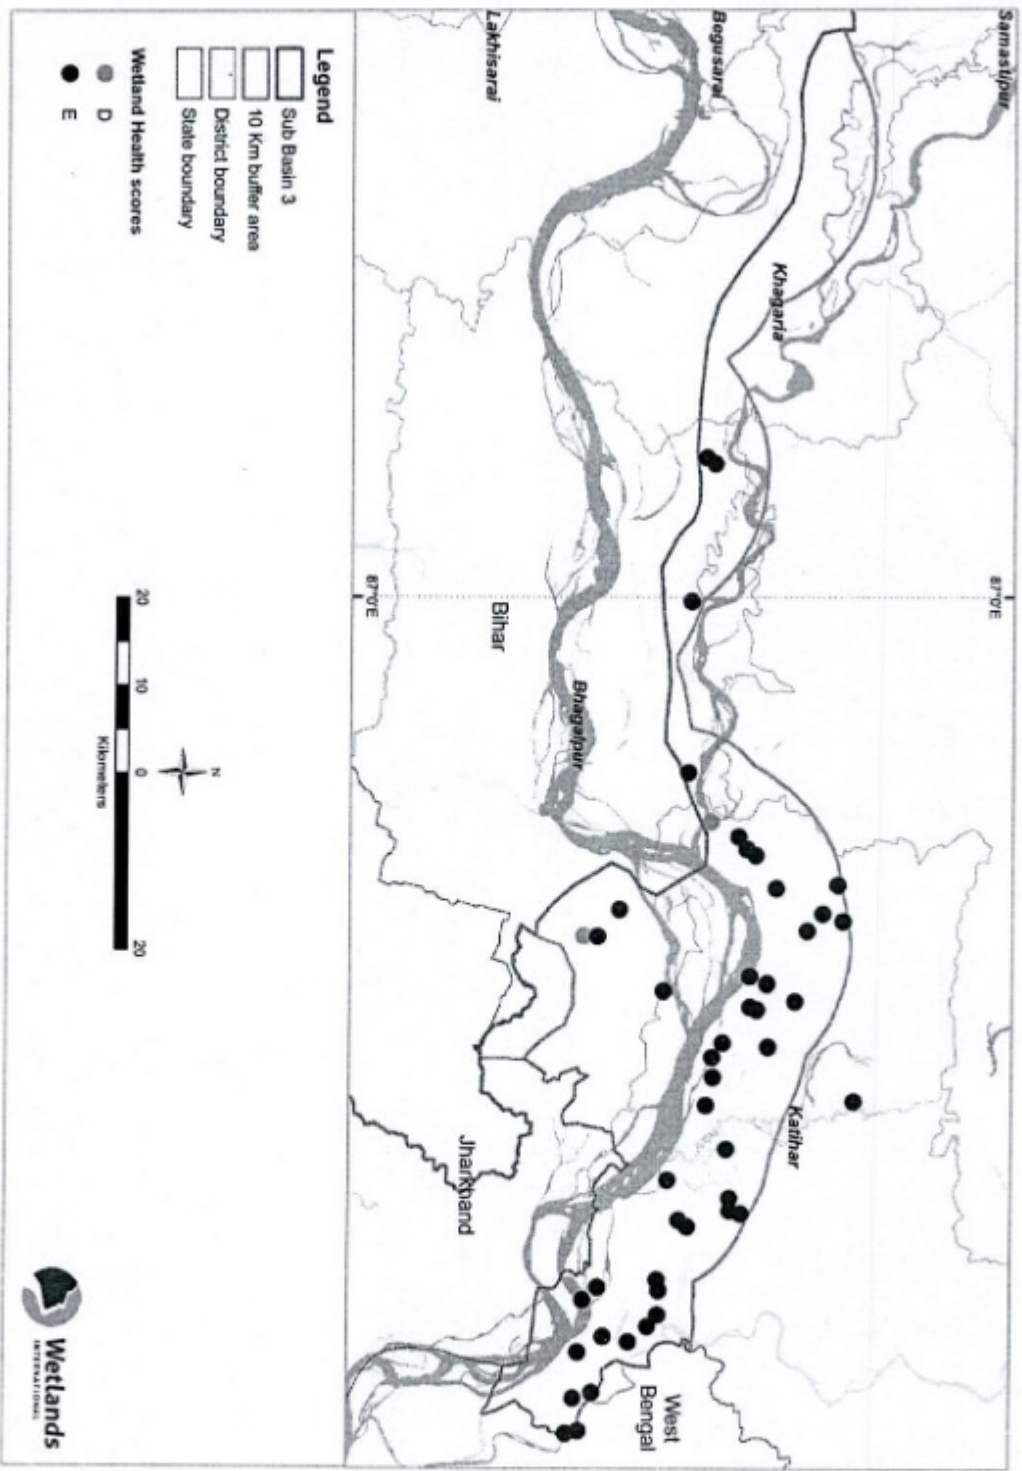 Samastipur
Begusarai
Lakhisarai
Khagaria
87°0'E
87°0'E
Bihar
Bhagalpur
Katihar
Jharkhand
West
Bengal
Legend
Sub Basin 3
10 Km buffer area
District boundary
State boundary
Wetland Health scores
D
E
N
20
10
0
20
Kilometers
Wetlands
INTERNATIONAL